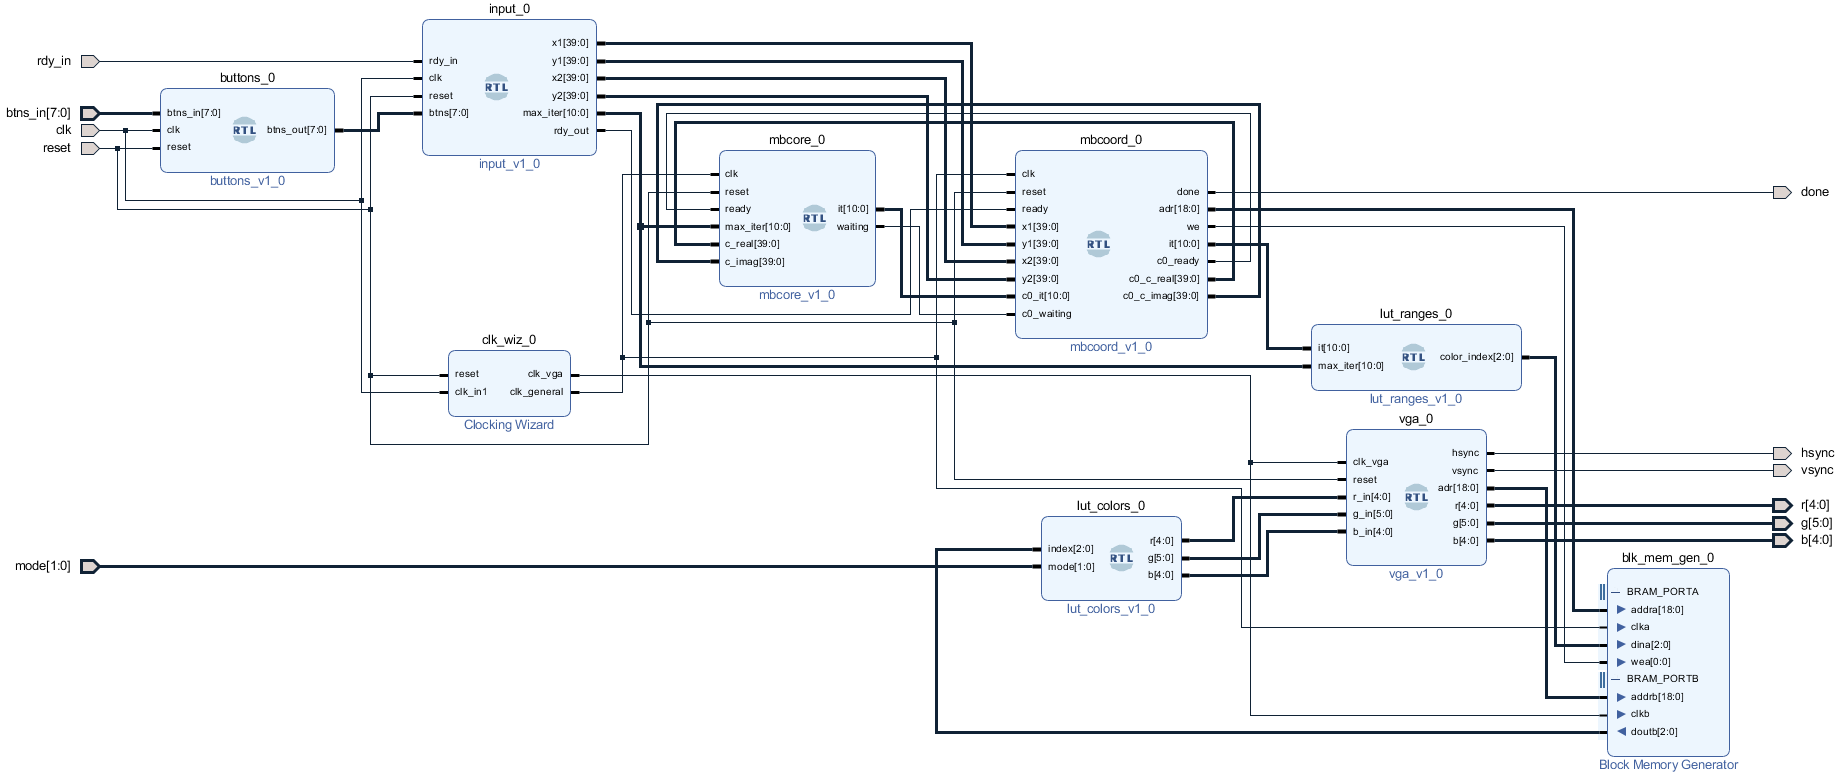 rdy_in
btns_in[7:0]
clk
reset
mode[1:0]
buttons_0
btns_in[7:0]
clk
reset
btns_out[7:0]
RTL
buttons_v1_0
input_0
rdy_in
clk
reset
btns[7:0]
x1[39:0]
y1[39:0]
x2[39:0]
y2[39:0]
max_iter[10:0]
rdy_out
RTL
input_v1_0
mbcore_0
clk
reset
ready
max_iter[10:0]
c_real[39:0]
c_imag[39:0]
it[10:0]
waiting
RTL
mbcore_v1_0
mbcoord_0
clk
reset
ready
x1[39:0]
y1[39:0]
x2[39:0]
y2[39:0]
c0_it[10:0]
c0_waiting
done
adr[18:0]
we
it[10:0]
c0_ready
c0_c_real[39:0]
c0_c_imag[39:0]
RTL
mbcoord_v1_0
clk_wiz_0
reset
clk_in1
clk_vga
clk_general
Clocking Wizard
lut_ranges_0
it[10:0]
max_iter[10:0]
color_index[2:0]
RTL
lut_ranges_v1_0
vga_0
clk_vga
reset
r_in[4:0]
g_in[5:0]
b_in[4:0]
hsync
vsync
adr[18:0]
r[4:0]
g[5:0]
b[4:0]
RTL
vga_v1_0
lut_colors_0
index[2:0]
mode[1:0]
r[4:0]
g[5:0]
b[4:0]
RTL
lut_colors_v1_0
blk_mem_gen_0
BRAM_PORTA
addra[18:0]
clka
dina[2:0]
wea[0:0]
BRAM_PORTB
addrb[18:0]
clkb
doutb[2:0]
Block Memory Generator
done
hsync
vsync
r[4:0]
g[5:0]
b[4:0]